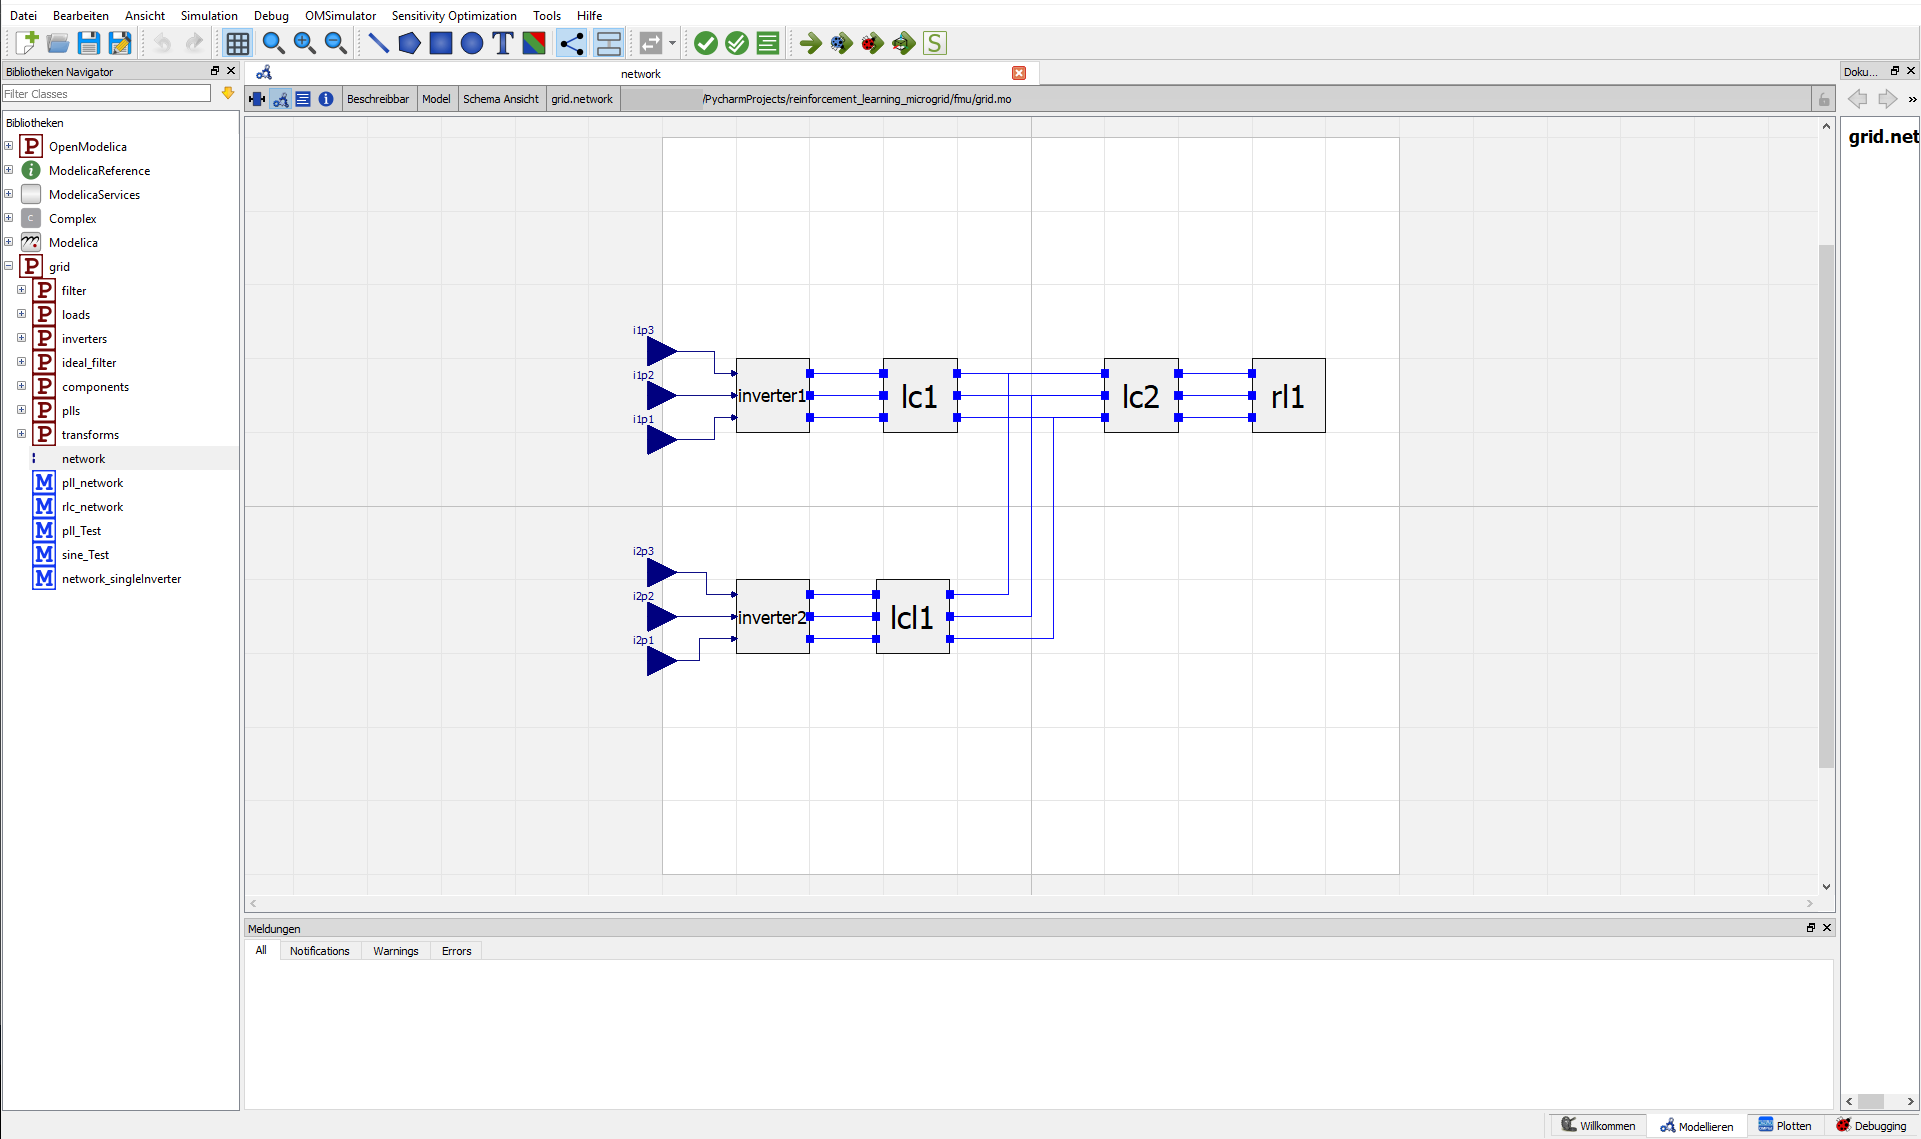 Datei Bearbeiten Ansicht Simulation Debug OMSimulator Sensitivity Optimization Tools Hilfe
T S
Bibliotheken Navigator
network
Doku...
Filter Classes
Beschreibbar Model Schema Ansicht grid.network /PycharmProjects/reinforcement_learning_microgrid/fmu/grid.mo
»
Bibliotheken
P OpenModelica
i ModelicaReference
ModelicaServices
C Complex
Modelica
P grid
P filter
P loads
P inverters
P ideal_filter
P components
P plls
P transforms
network
M pll_network
M rlc_network
M pll_Test
M sine_Test
M network_singleInverter
i1p3
i1p2
i1p1
inverter1
lc1
lc2
rl1
i2p3
i2p2
i2p1
inverter2
lcl1
grid.net
Meldungen
All Notifications Warnings Errors
Willkommen Modellieren Plotten Debugging